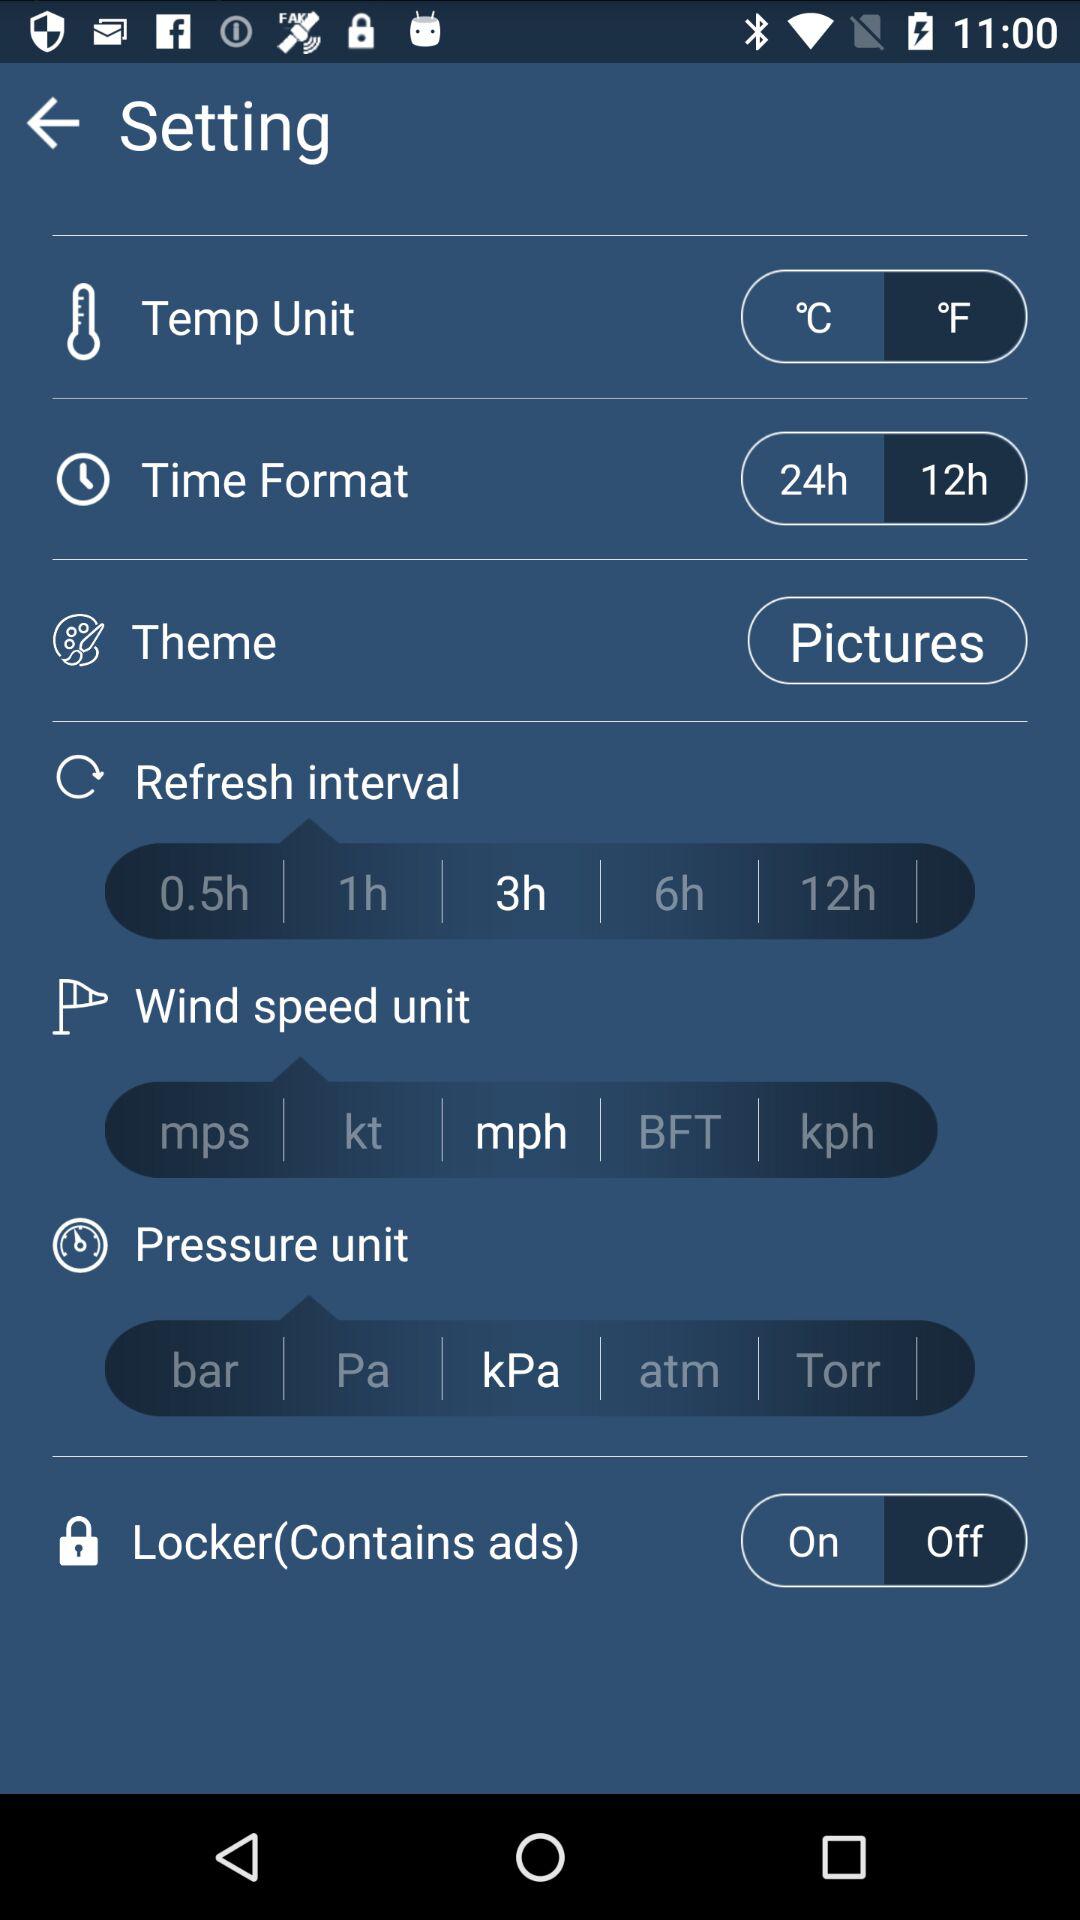 FAKE
11:00
Setting
Temp Unit
℃ ℉
Time Format
24h 12h
Theme
Pictures
Refresh interval
0.5h 1h 3h 6h 12h
Wind speed unit
mps kt mph BFT kph
Pressure unit
bar Pa kPa atm Torr
Locker(Contains ads)
On Off